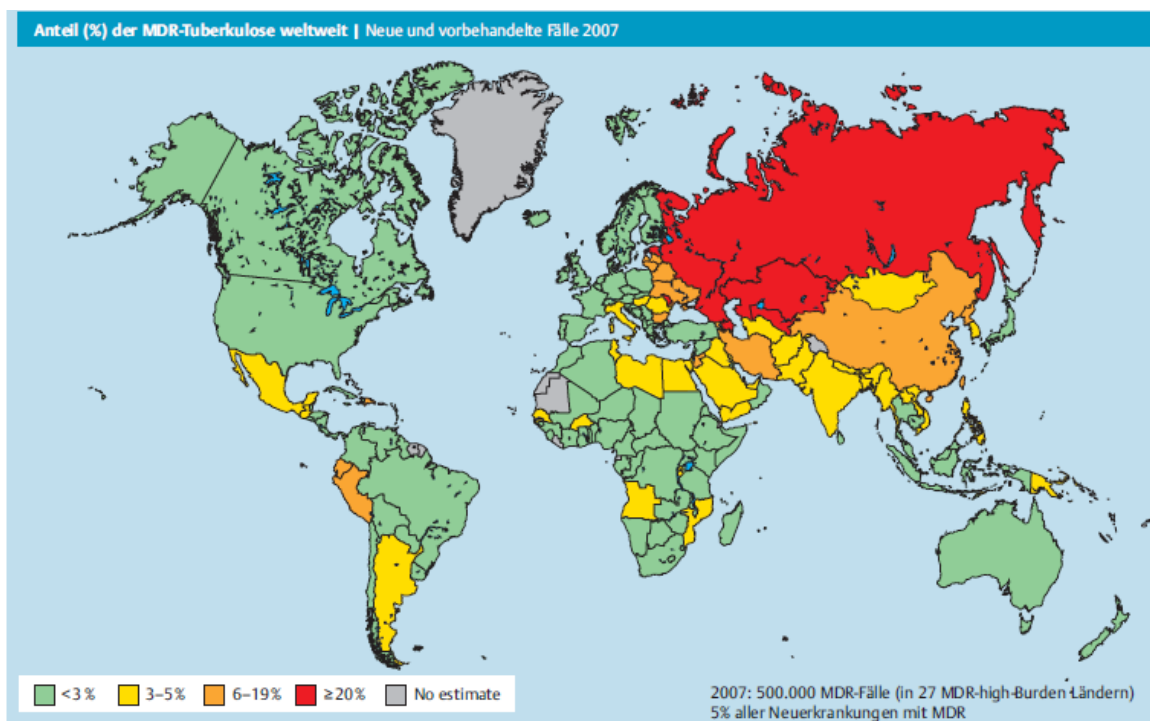 Anteil (%) der MDR-Tuberkulose weltweit | Neue und vorbehandelte Fälle 2007
<3 %
3–5%
6–19%
≥20%
No estimate
2007: 500.000 MDR-Fälle (in 27 MDR-high-Burden-Ländern)
5% aller Neuerkrankungen mit MDR